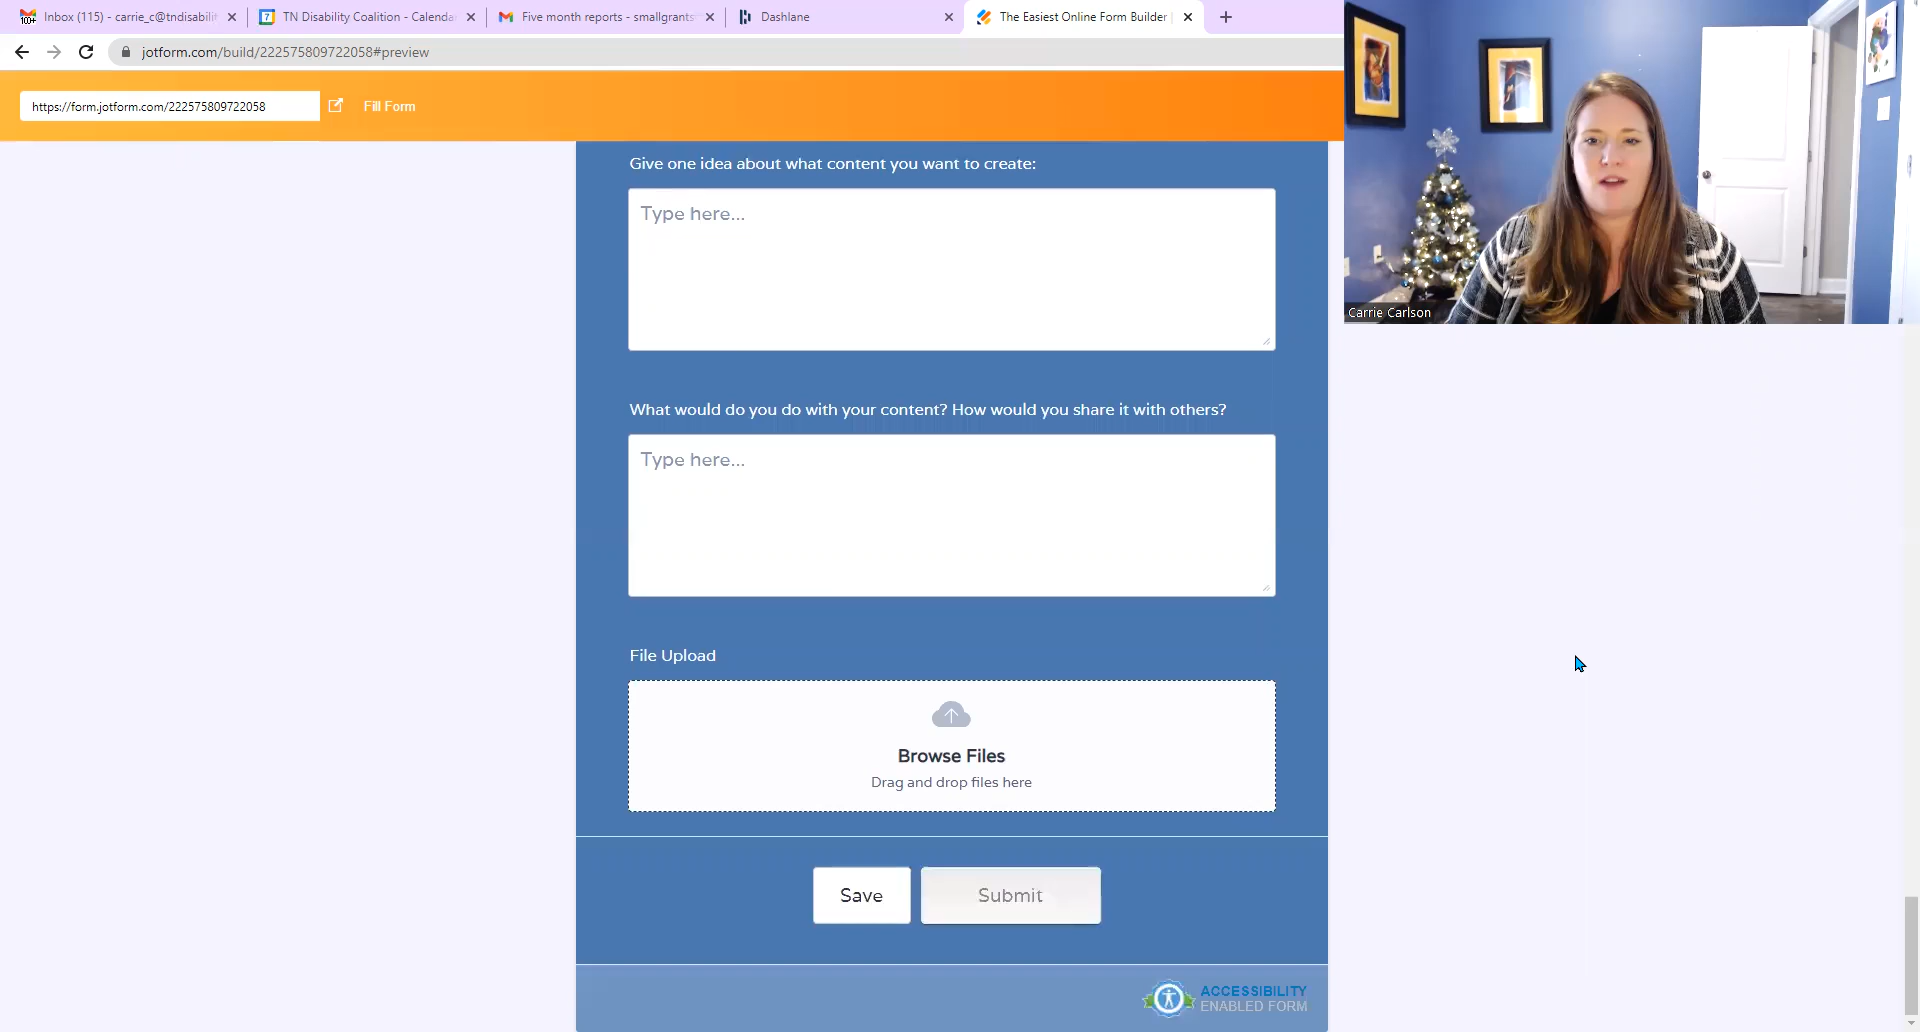 Inbox (115) - carrie_c@tndisabilit
TN Disability Coalition - Calenda
Five month reports - smallgrants
Dashlane
The Easiest Online Form Builder
jotform.com/build/222575809722058#preview
https://form.jotform.com/222575809722058
Fill Form
Carrie Carlson
Give one idea about what content you want to create:
Type here...
What would do you do with your content? How would you share it with others?
Type here...
File Upload
Browse Files
Drag and drop files here
Save
Submit
ACCESSIBILITY
ENABLED FORM